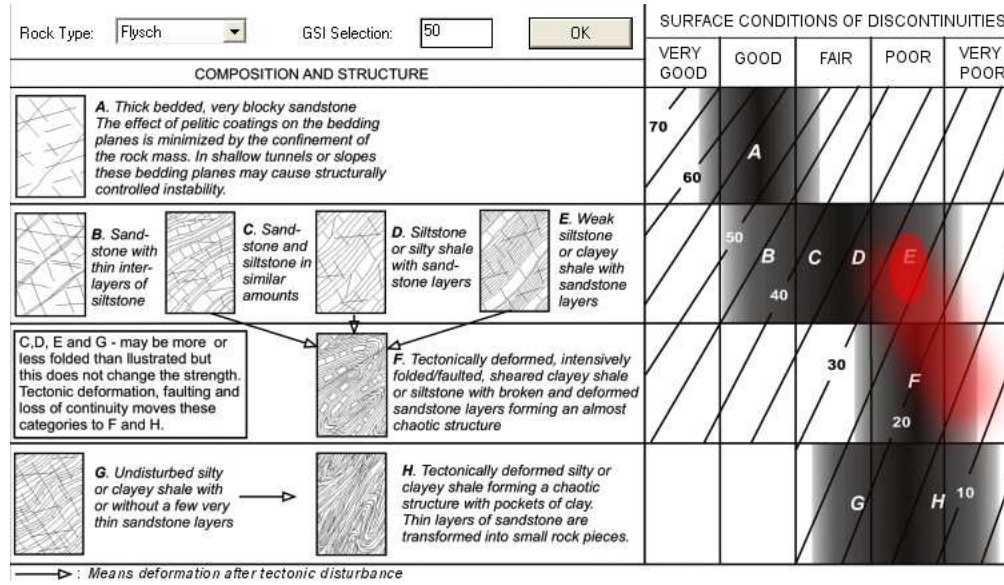 Rock Type: Flysch GSI Selection: 50 OK
SURFACE CONDITIONS OF DISCONTINUITIES
VERY GOOD
GOOD
FAIR
POOR
VERY POOR
COMPOSITION AND STRUCTURE
A. Thick bedded, very blocky sandstone
The effect of pelitic coatings on the bedding
planes is minimized by the confinement
of the rock mass. In shallow tunnels or slopes
these bedding planes may cause structurally
controlled instability.
70
60
A
B. Sand-
stone with
thin inter-
layers of
siltstone
C. Sand-
stone and
siltstone in
similar
amounts
D. Siltstone
or silty shale
with sand-
stone layers
E. Weak
siltstone
or clayey
shale with
sandstone
layers
50
B
C
D
E
40
C,D, E and G - may be more or
less folded than Illustrated but
this does not change the strength.
Tectonic deformation, faulting and
loss of continuity moves these
categories to F and H.
F. Tectonically deformed, intensively
folded/faulted, sheared clayey shale
or siltstone with broken and deformed
sandstone layers forming an almost
chaotic structure
30
F
20
G. Undisturbed silty
or clayey shale with
or without a few very
thin sandstone layers
H. Tectonically deformed silty or
clayey shale forming a chaotic
structure with pockets of clay.
Thin layers of sandstone are
transformed into small rock pieces.
G
H
10
: Means deformation after tectonic disturbance